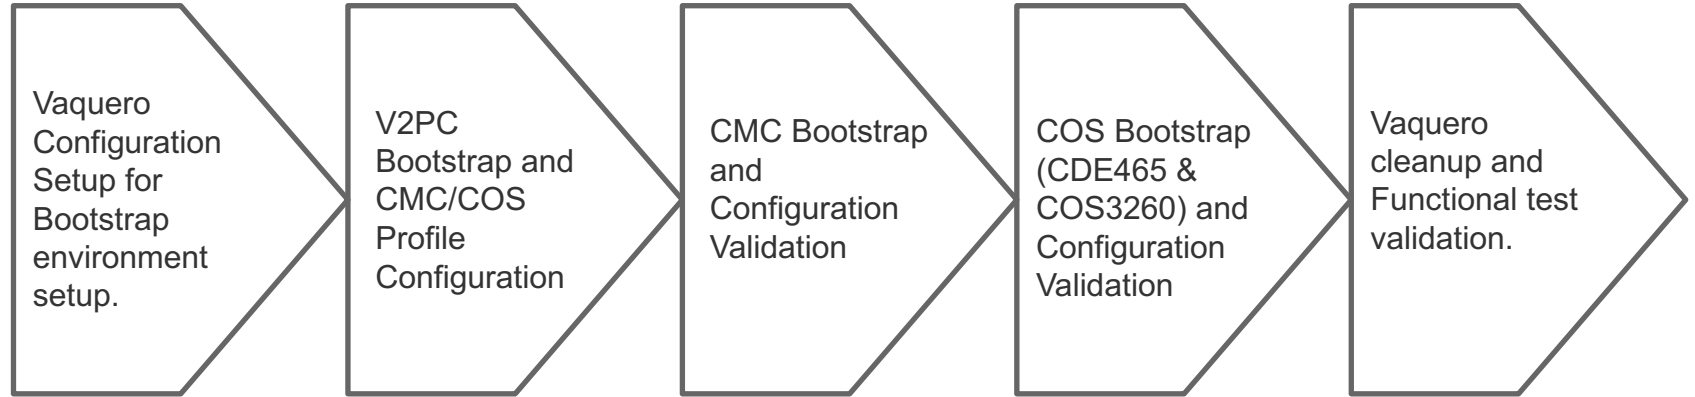 Vaquero
Configuration
Setup for
Bootstrap
environment
setup.
V2PC
Bootstrap and
CMC/COS
Profile
Configuration
CMC Bootstrap
and
Configuration
Validation
COS Bootstrap
(CDE465 &
COS3260) and
Configuration
Validation
Vaquero
cleanup and
Functional test
validation.